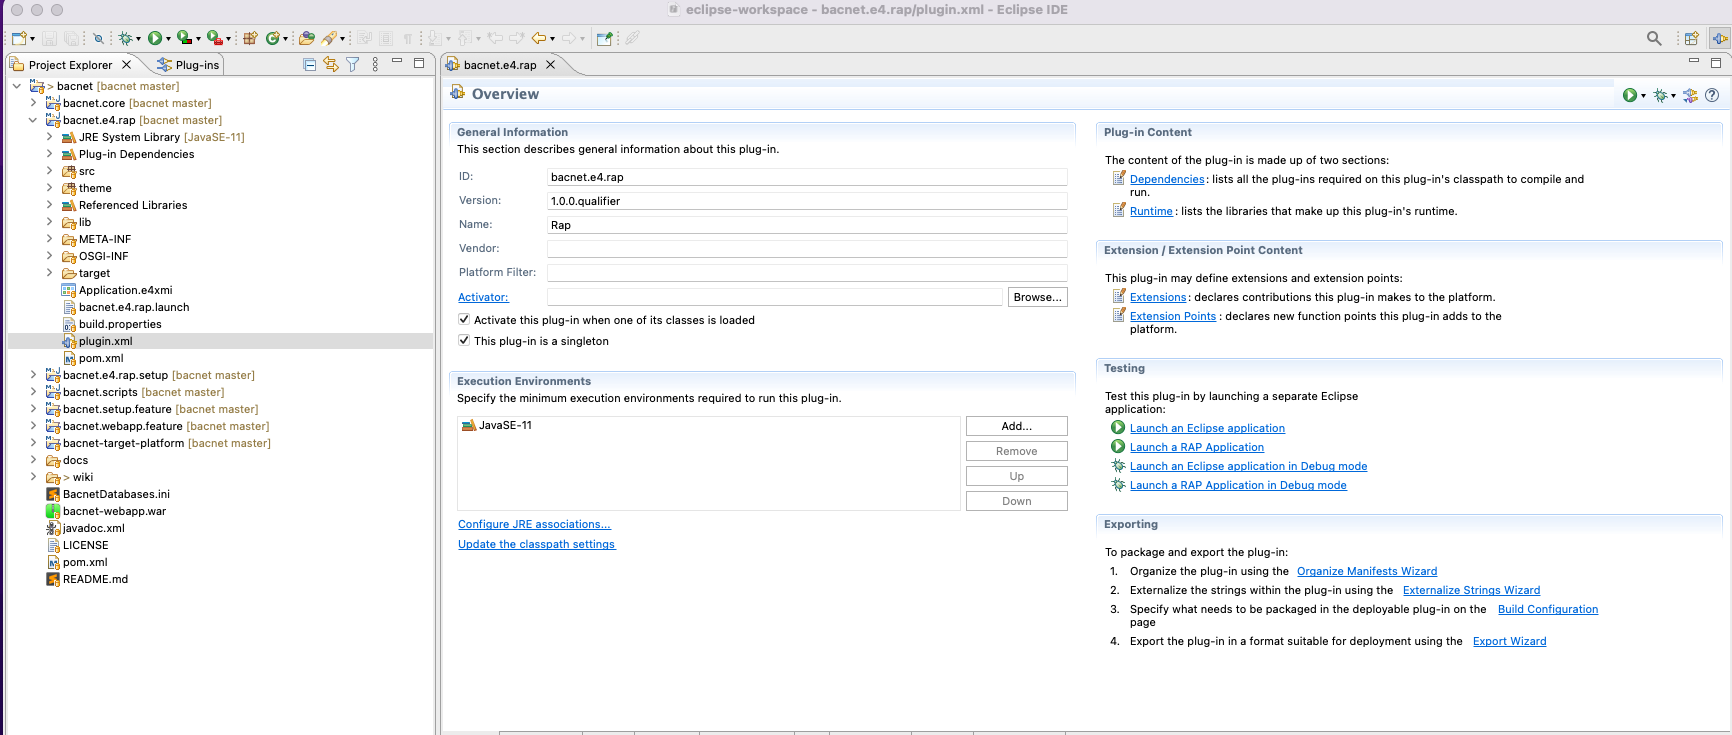 eclipse-workspace - bacnet.e4.rap/plugin.xml - Eclipse IDE
Project Explorer
Plug-ins
> bacnet [bacnet master]
bacnet.core [bacnet master]
bacnet.e4.rap [bacnet master]
JRE System Library [JavaSE-11]
Plug-in Dependencies
src
theme
Referenced Libraries
lib
META-INF
OSGI-INF
target
Application.e4xmi
bacnet.e4.rap.launch
build.properties
plugin.xml
pom.xml
bacnet.e4.rap.setup [bacnet master]
bacnet.scripts [bacnet master]
bacnet.setup.feature [bacnet master]
bacnet.webapp.feature [bacnet master]
bacnet-target-platform [bacnet master]
docs
> wiki
BacnetDatabases.ini
bacnet-webapp.war
javadoc.xml
LICENSE
pom.xml
README.md
bacnet.e4.rap
Overview
General Information
This section describes general information about this plug-in.
ID: bacnet.e4.rap
Version: 1.0.0.qualifier
Name: Rap
Vendor:
Platform Filter:
Activator: Browse...
Activate this plug-in when one of its classes is loaded
This plug-in is a singleton
Execution Environments
Specify the minimum execution environments required to run this plug-in.
JavaSE-11
Add...
Remove
Up
Down
Configure JRE associations...
Update the classpath settings
Plug-in Content
The content of the plug-in is made up of two sections:
Dependencies: lists all the plug-ins required on this plug-in's classpath to compile and
run.
Runtime: lists the libraries that make up this plug-in's runtime.
Extension / Extension Point Content
This plug-in may define extensions and extension points:
Extensions: declares contributions this plug-in makes to the platform.
Extension Points: declares new function points this plug-in adds to the
platform.
Testing
Test this plug-in by launching a separate Eclipse
application:
Launch an Eclipse application
Launch a RAP Application
Launch an Eclipse application in Debug mode
Launch a RAP Application in Debug mode
Exporting
To package and export the plug-in:
1. Organize the plug-in using the Organize Manifests Wizard
2. Externalize the strings within the plug-in using the Externalize Strings Wizard
3. Specify what needs to be packaged in the deployable plug-in on the Build Configuration
page
4. Export the plug-in in a format suitable for deployment using the Export Wizard